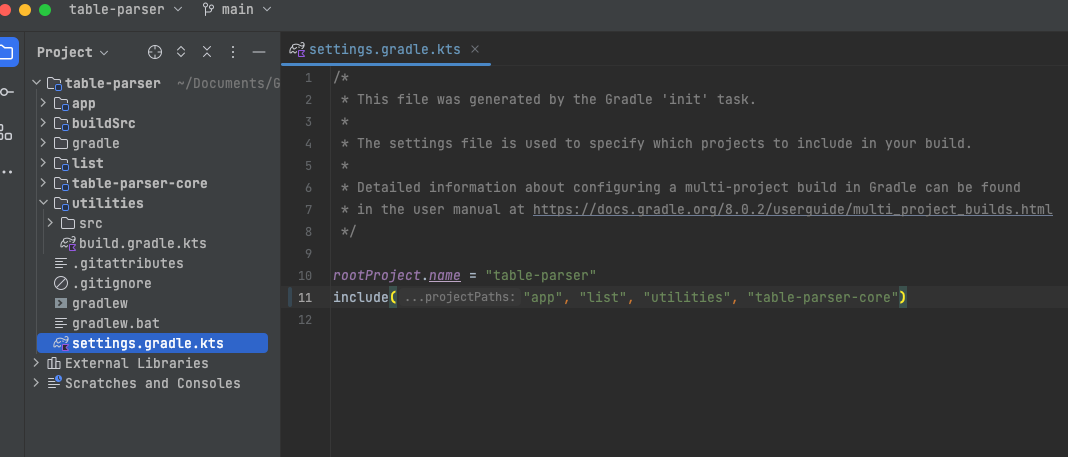 table-parser
main
Project
settings.gradle.kts
table-parser ~/Documents/G
app
buildSrc
gradle
list
table-parser-core
utilities
src
build.gradle.kts
.gitattributes
.gitignore
gradlew
gradlew.bat
settings.gradle.kts
External Libraries
Scratches and Consoles
1 /*
2  * This file was generated by the Gradle 'init' task.
3  *
4  * The settings file is used to specify which projects to include in your build.
5  *
6  * Detailed information about configuring a multi-project build in Gradle can be found
7  * in the user manual at https://docs.gradle.org/8.0.2/userguide/multi_project_builds.html
8  */
9
10 rootProject.name = "table-parser"
11 include( ...projectPaths: "app", "list", "utilities", "table-parser-core")
12